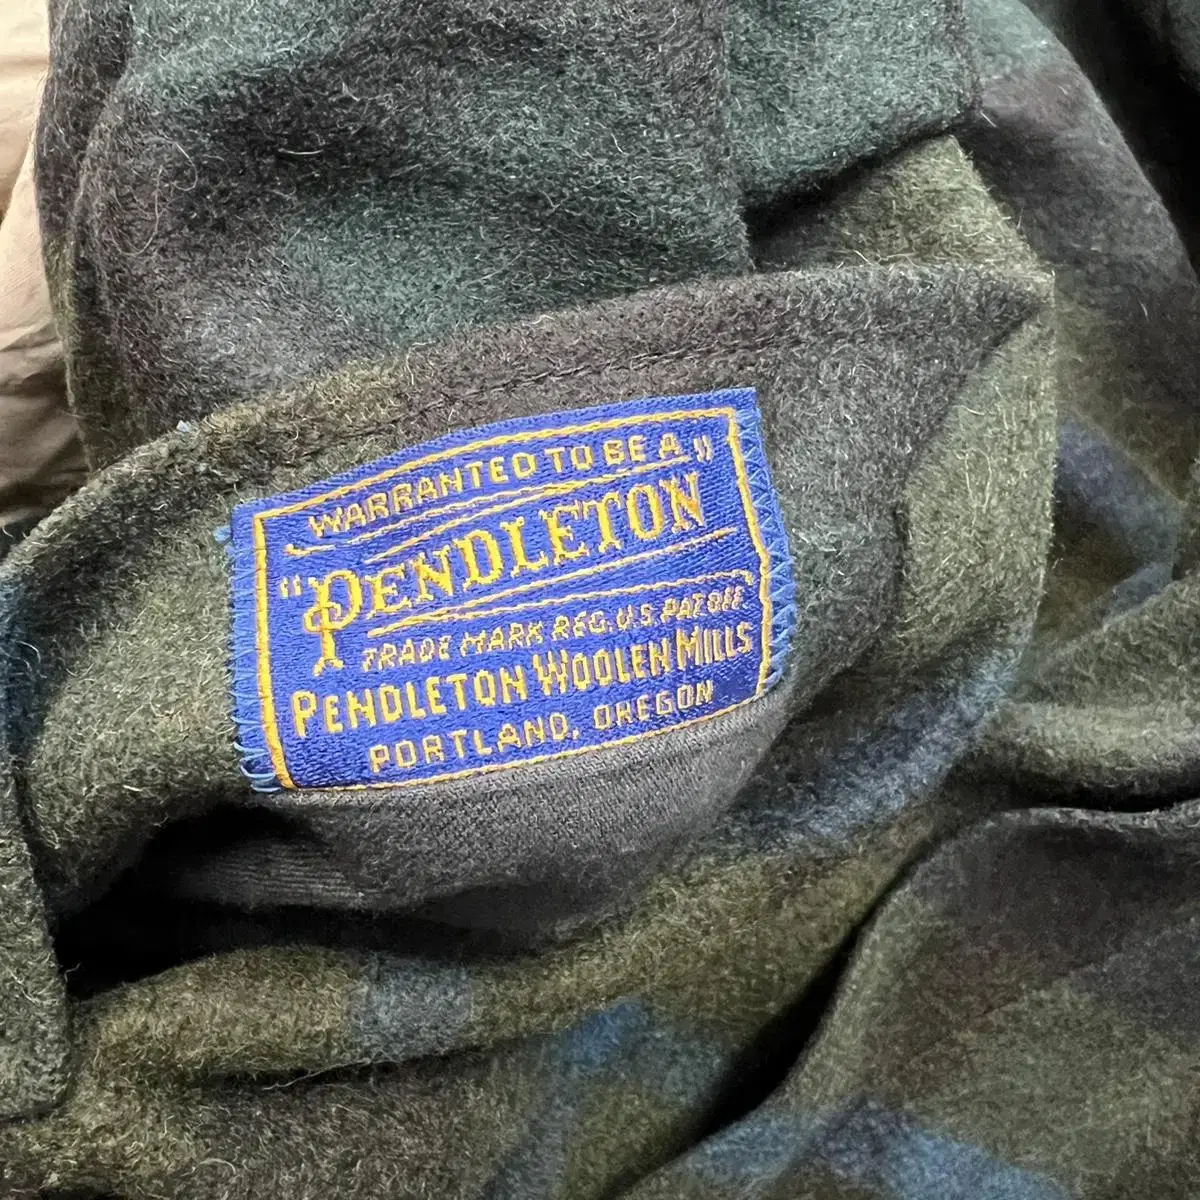 WARRANTED TO BE A
"PENDLETON"
TRADE MARK REG. U.S. PAT. OFF.
PENDLETON WOOLEN MILLS
PORTLAND, OREGON